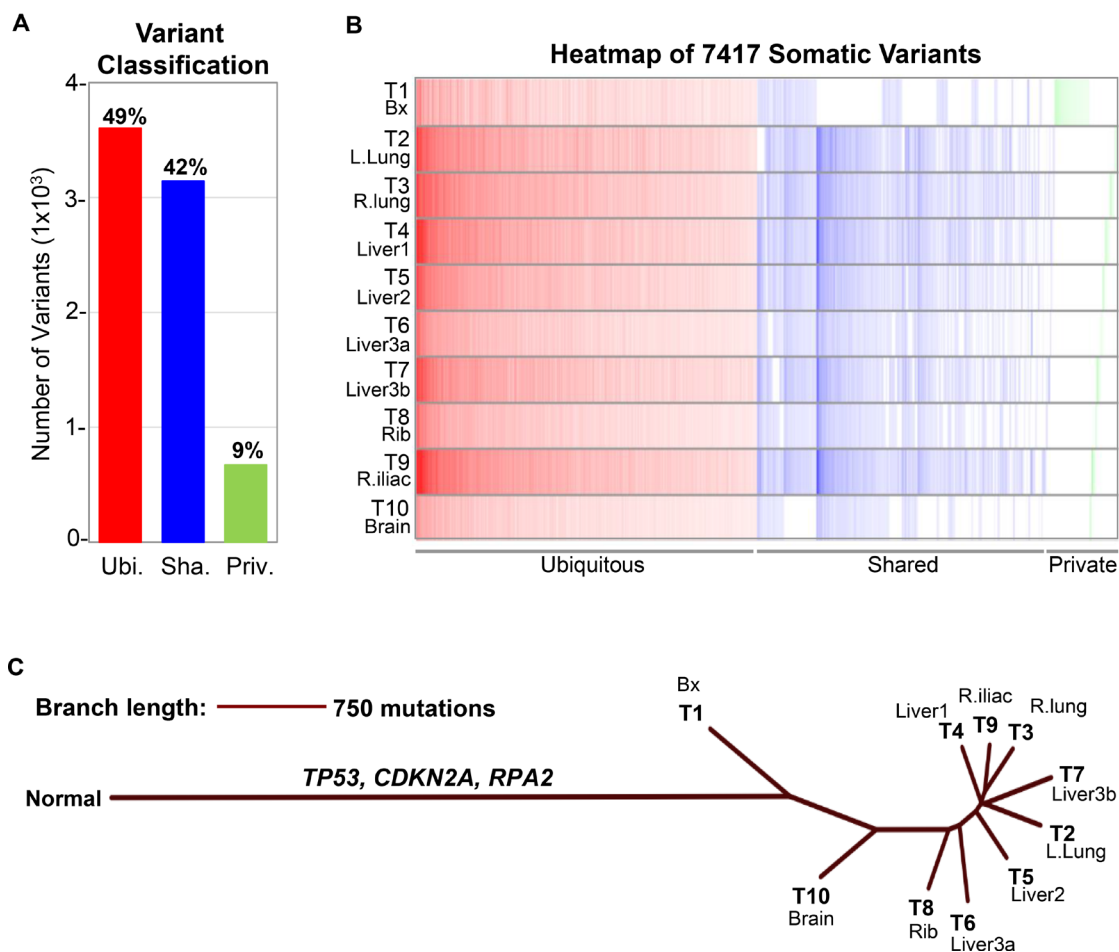 A
Variant
Classification
Number of Variants (1x10³)
4-
3-
2-
1-
0-
49%
42%
9%
Ubi.
Sha.
Priv.
B
Heatmap of 7417 Somatic Variants
T1
Bx
T2
L.Lung
T3
R.lung
T4
Liver1
T5
Liver2
T6
Liver3a
T7
Liver3b
T8
Rib
T9
R.iliac
T10
Brain
Ubiquitous
Shared
Private
C
Branch length:
750 mutations
Normal
TP53, CDKN2A, RPA2
Bx
T1
T10
Brain
Liver1
T4
R.iliac
T9
R.lung
T3
T7
Liver3b
T2
L.Lung
T5
Liver2
T8
Rib
T6
Liver3a